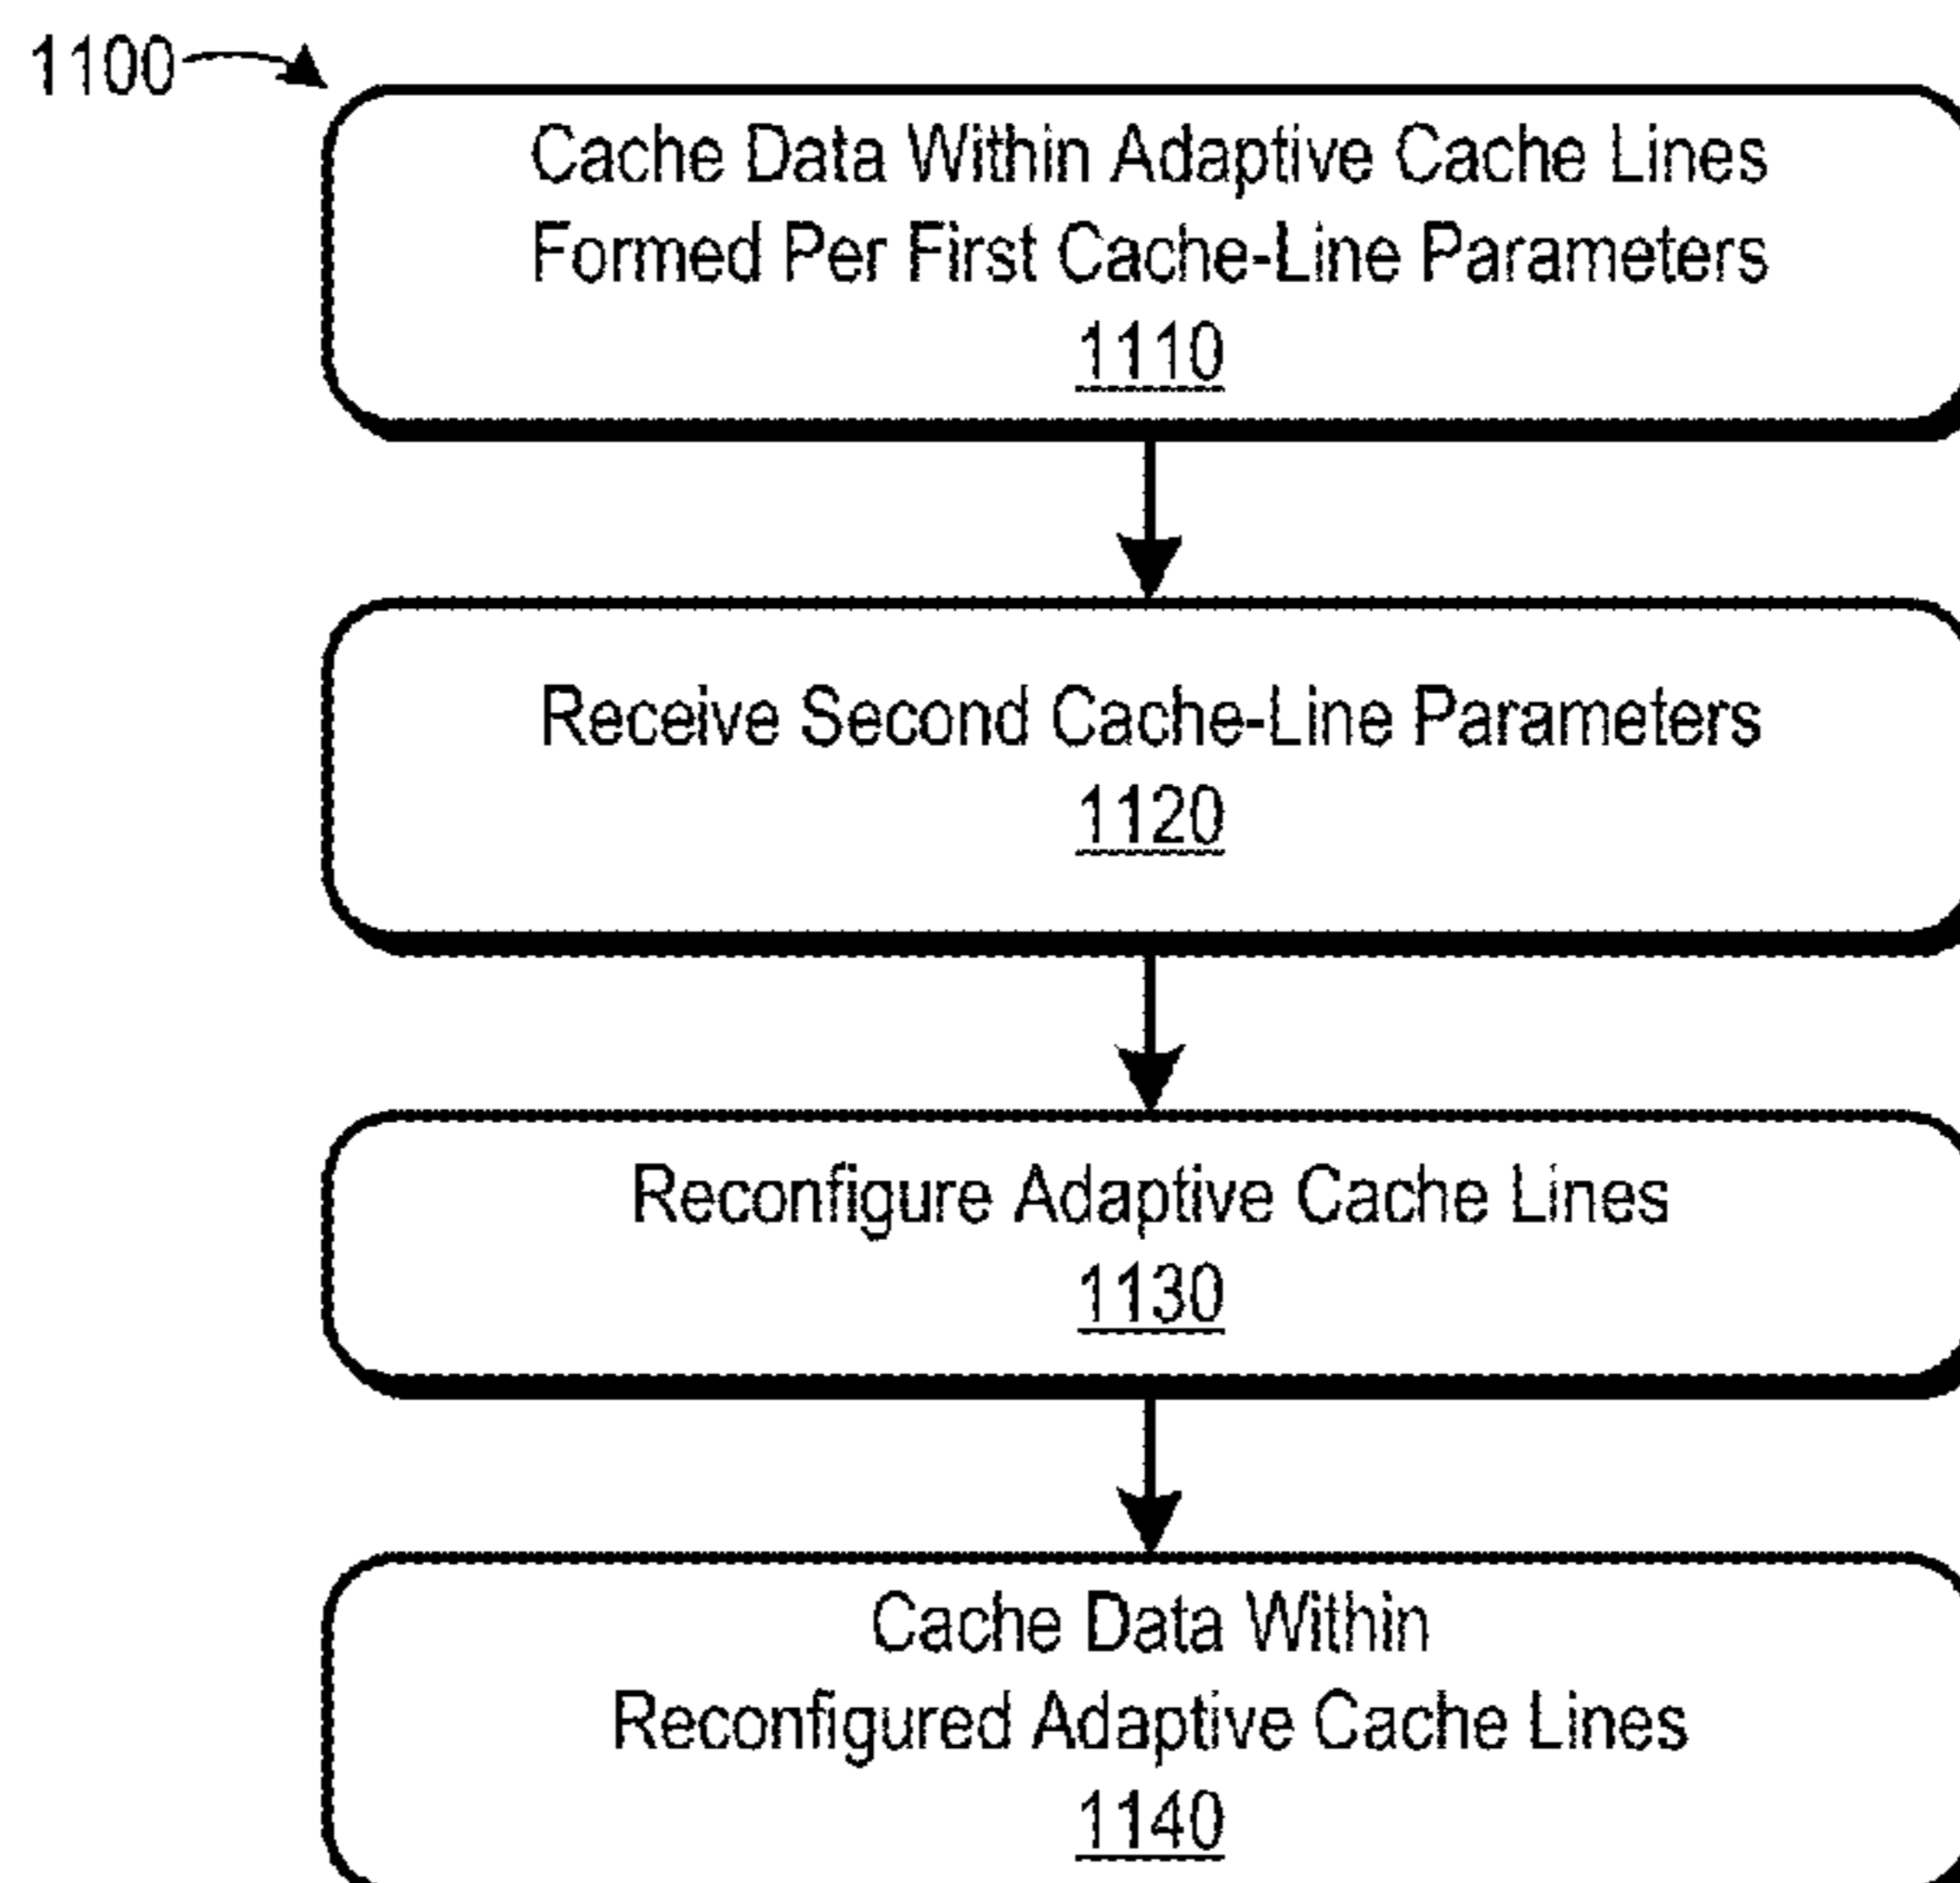 1100
Cache Data Within Adaptive Cache Lines
Formed Per First Cache-Line Parameters
1110
Receive Second Cache-Line Parameters
1120
Reconfigure Adaptive Cache Lines
1130
Cache Data Within
Reconfigured Adaptive Cache Lines
1140